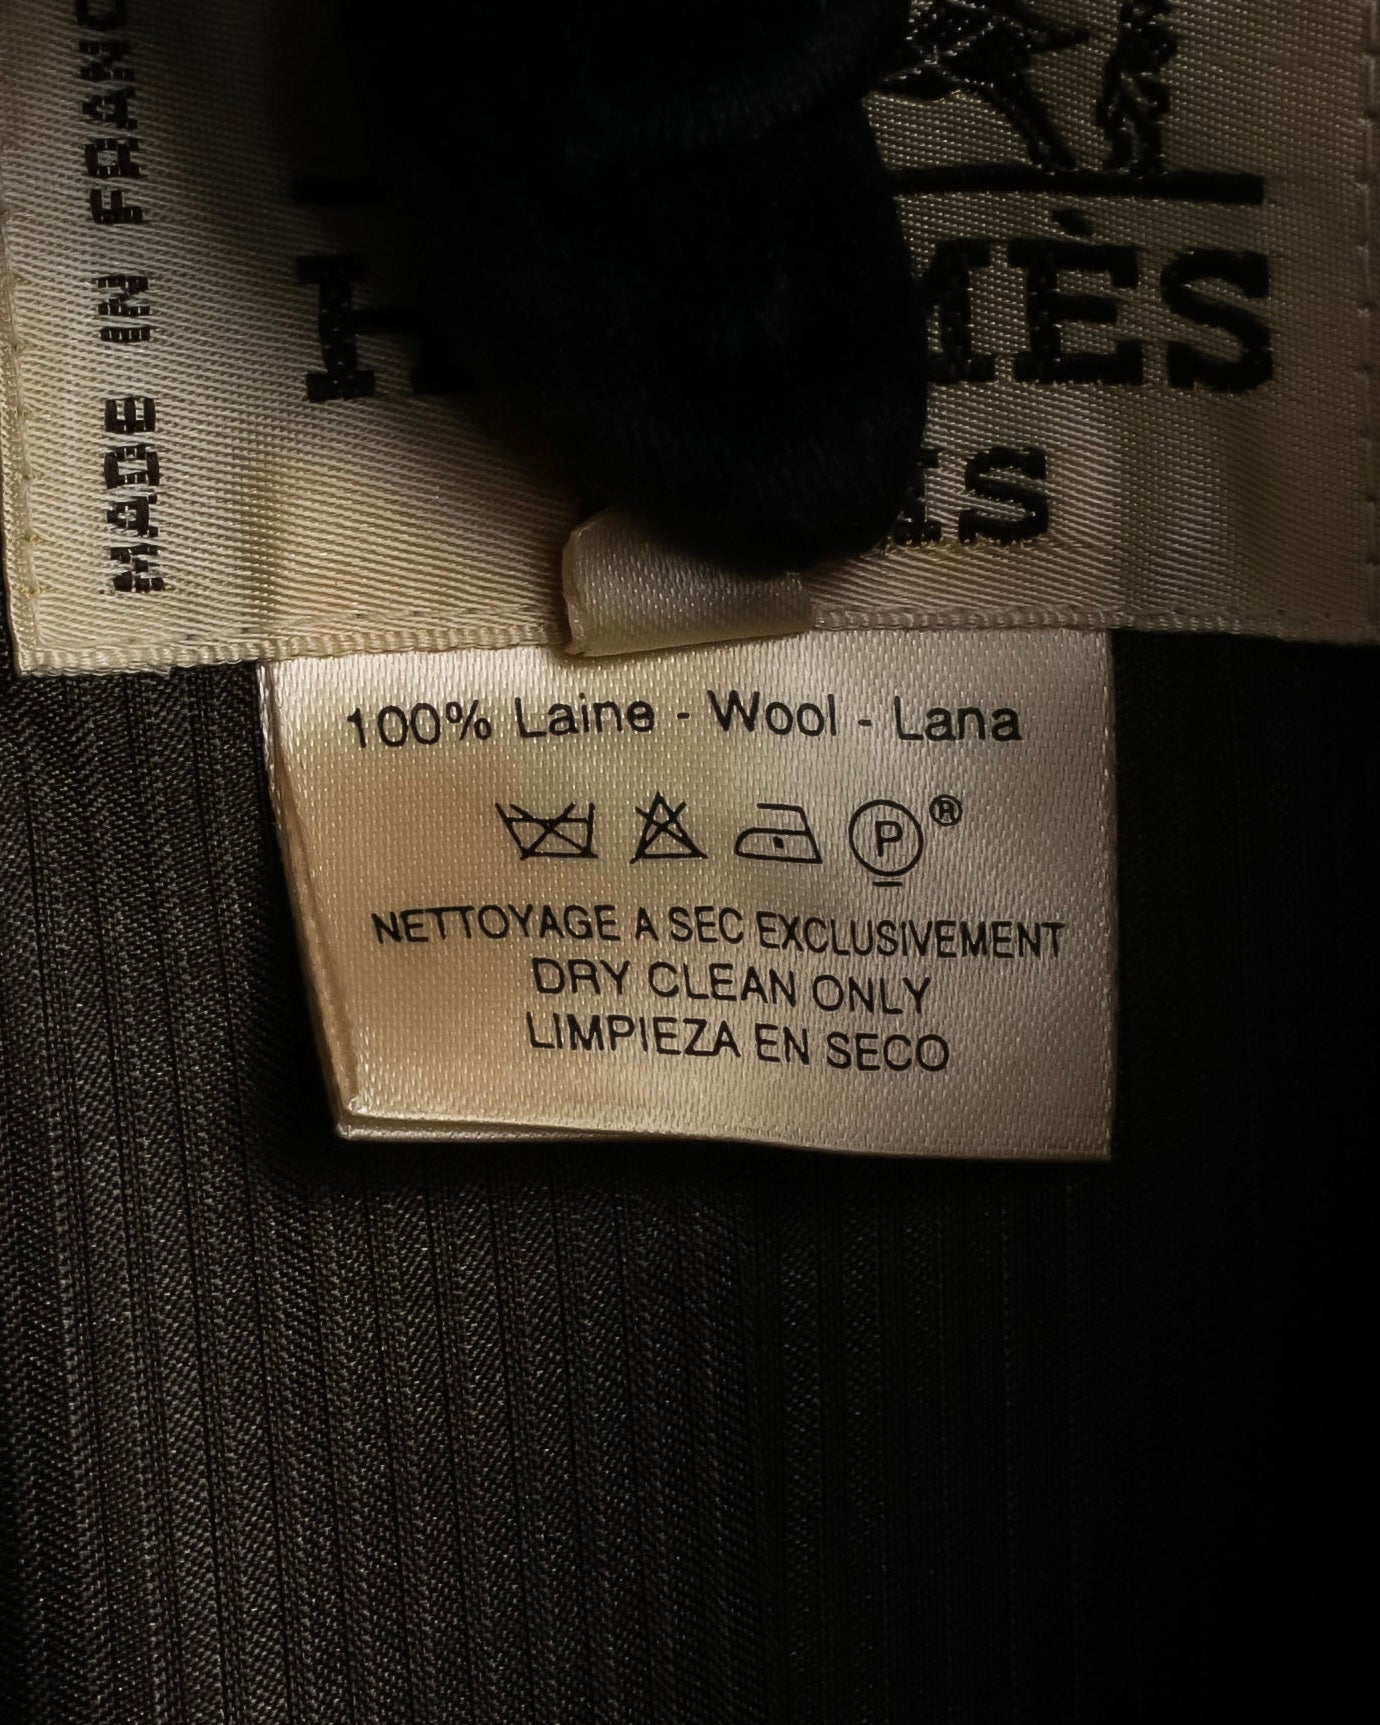 MADE IN FRANC
MÈS
100% Laine - Wool - Lana
P ®
NETTOYAGE A SEC EXCLUSIVEMENT
DRY CLEAN ONLY
LIMPIEZA EN SECO